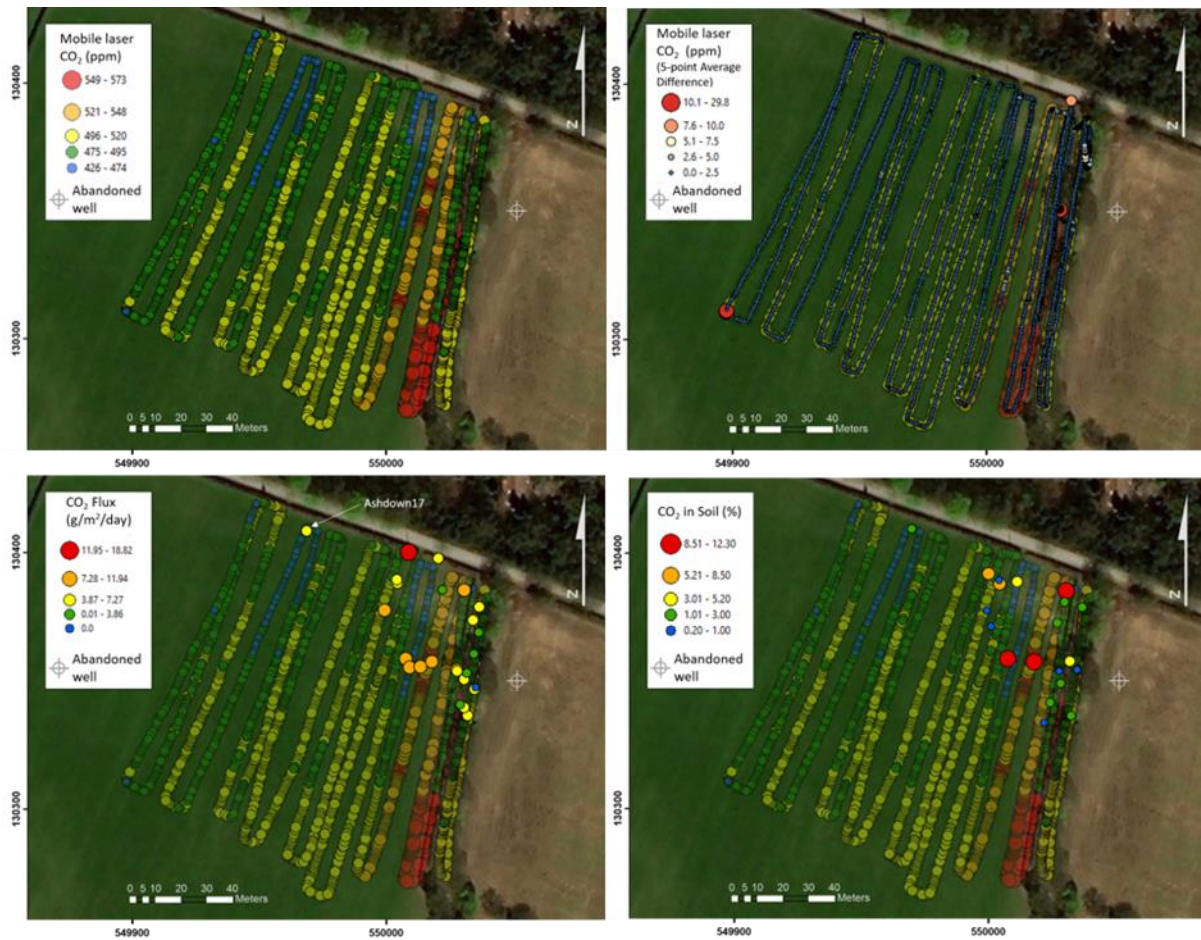 Mobile laser
CO₂ (ppm)
549 - 573
521 - 548
496 - 520
475 - 495
426 - 474
Abandoned
well
130400
130300
N
0 5 10 20 30 40
Meters
549900
550000
Mobile laser
CO₂ (ppm)
(5-point Average
Difference)
10.1 - 29.8
7.6 - 10.0
5.1 - 7.5
2.6 - 5.0
0.0 - 2.5
Abandoned
well
130400
130300
N
0 5 10 20 30 40
Meters
549900
550000
CO₂ Flux
(g/m²/day)
11.95 - 18.82
7.28 - 11.94
3.87 - 7.27
0.01 - 3.86
0.0
Abandoned
well
Ashdown17
130400
130300
N
0 5 10 20 30 40
Meters
549900
550000
CO₂ in Soil (%)
8.51 - 12.30
5.21 - 8.50
3.01 - 5.20
1.01 - 3.00
0.20 - 1.00
Abandoned
well
130400
130300
N
0 5 10 20 30 40
Meters
549900
550000